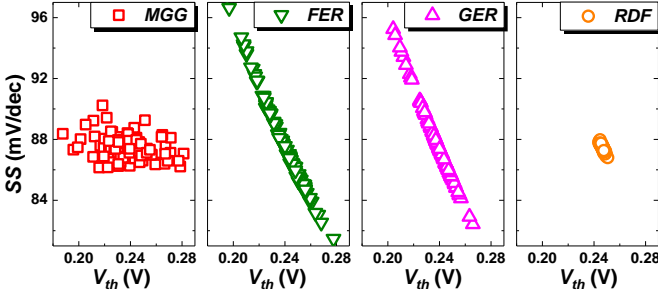 96
92
88
84
SS (mV/dec)
MGG
FER
GER
RDF
0.20 0.24 0.28
0.20 0.24 0.28
0.20 0.24 0.28
0.20 0.24 0.28
Vth (V)
Vth (V)
Vth (V)
Vth (V)